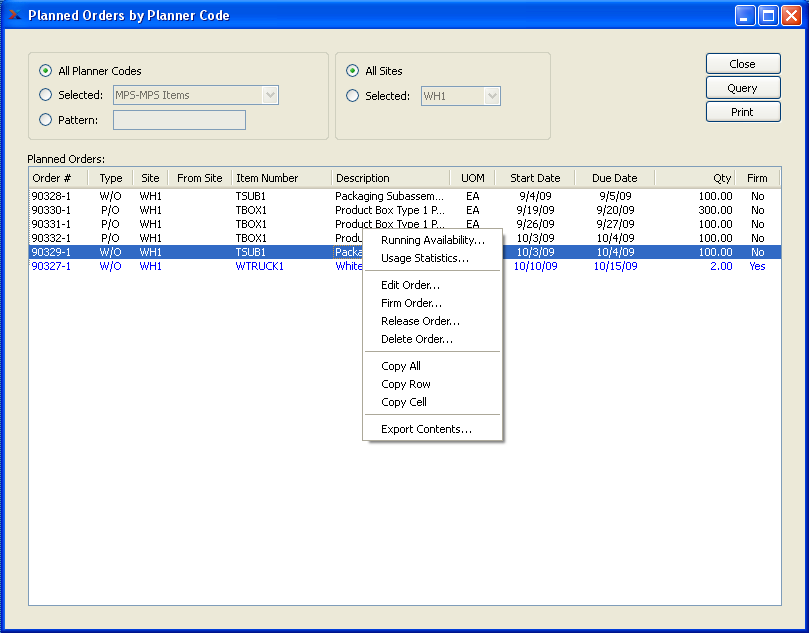 Planned Orders by Planner Code
All Planner Codes
Selected: MPS-MPS Items
Pattern:
All Sites
Selected: WH1
Close
Query
Print
Planned Orders:
Order # Type Site From Site Item Number Description UOM Start Date Due Date Qty Firm
90328-1 W/O WH1 TSUB1 Packaging Subassem... EA 9/4/09 9/5/09 100.00 No
90330-1 P/O WH1 TBOX1 Product Box Type 1 P... EA 9/19/09 9/20/09 300.00 No
90331-1 P/O WH1 TBOX1 Product Box Type 1 P... EA 9/26/09 9/27/09 100.00 No
90332-1 P/O WH1 TBOX1 Produ 10/3/09 10/4/09 100.00 No
90329-1 W/O WH1 TSUB1 Packa 10/3/09 10/4/09 100.00 No
90327-1 W/O WH1 WTRUCK1 White 10/10/09 10/15/09 2.00 Yes
Running Availability...
Usage Statistics...
Edit Order...
Firm Order...
Release Order...
Delete Order...
Copy All
Copy Row
Copy Cell
Export Contents...